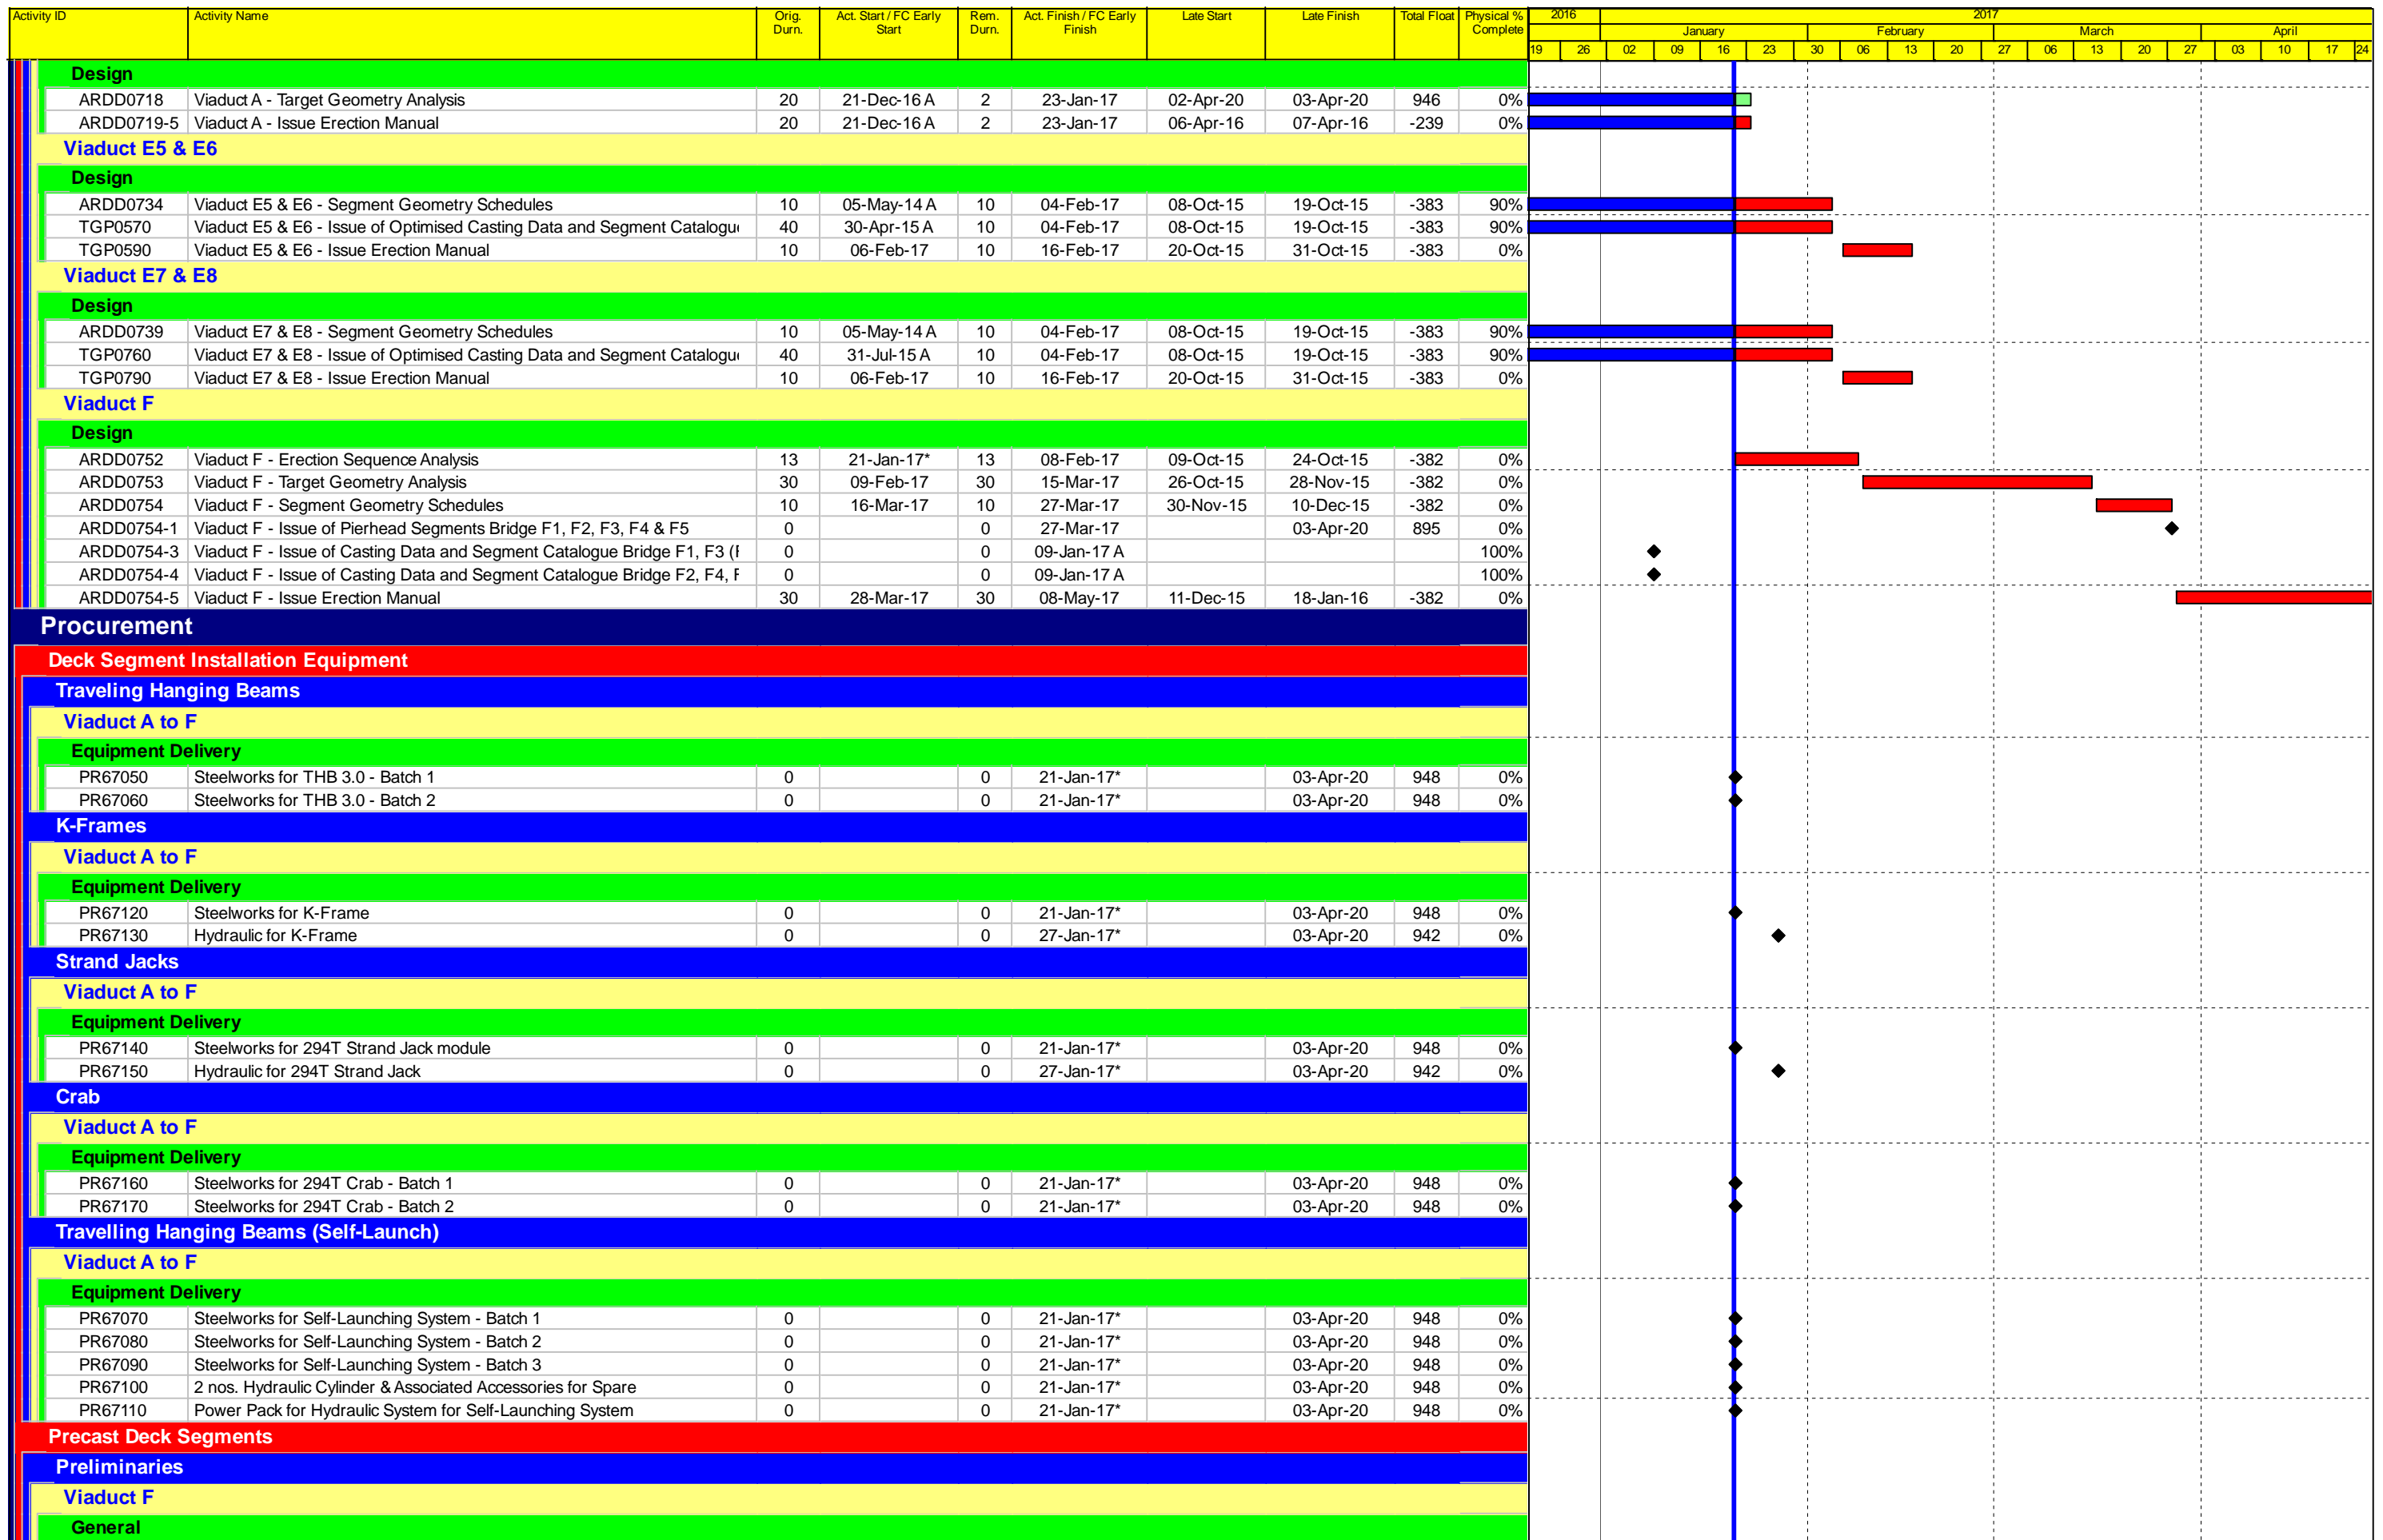 Activity ID Activity Name Orig. Durn. Act. Start / FC Early Start Rem. Durn. Act. Finish / FC Early Finish Late Start Late Finish Total Float Physical % Complete 2016 2017
January February March April
19 26 02 09 16 23 30 06 13 20 27 06 13 20 27 03 10 17 24
Design
ARDD0718 Viaduct A - Target Geometry Analysis 20 21-Dec-16 A 2 23-Jan-17 02-Apr-20 03-Apr-20 946 0%
ARDD0719-5 Viaduct A - Issue Erection Manual 20 21-Dec-16 A 2 23-Jan-17 06-Apr-16 07-Apr-16 -239 0%
Viaduct E5 & E6
Design
ARDD0734 Viaduct E5 & E6 - Segment Geometry Schedules 10 05-May-14 A 10 04-Feb-17 08-Oct-15 19-Oct-15 -383 90%
TGP0570 Viaduct E5 & E6 - Issue of Optimised Casting Data and Segment Catalogu 40 30-Apr-15 A 10 04-Feb-17 08-Oct-15 19-Oct-15 -383 90%
TGP0590 Viaduct E5 & E6 - Issue Erection Manual 10 06-Feb-17 10 16-Feb-17 20-Oct-15 31-Oct-15 -383 0%
Viaduct E7 & E8
Design
ARDD0739 Viaduct E7 & E8 - Segment Geometry Schedules 10 05-May-14 A 10 04-Feb-17 08-Oct-15 19-Oct-15 -383 90%
TGP0760 Viaduct E7 & E8 - Issue of Optimised Casting Data and Segment Catalogu 40 31-Jul-15 A 10 04-Feb-17 08-Oct-15 19-Oct-15 -383 90%
TGP0790 Viaduct E7 & E8 - Issue Erection Manual 10 06-Feb-17 10 16-Feb-17 20-Oct-15 31-Oct-15 -383 0%
Viaduct F
Design
ARDD0752 Viaduct F - Erection Sequence Analysis 13 21-Jan-17* 13 08-Feb-17 09-Oct-15 24-Oct-15 -382 0%
ARDD0753 Viaduct F - Target Geometry Analysis 30 09-Feb-17 30 15-Mar-17 26-Oct-15 28-Nov-15 -382 0%
ARDD0754 Viaduct F - Segment Geometry Schedules 10 16-Mar-17 10 27-Mar-17 30-Nov-15 10-Dec-15 -382 0%
ARDD0754-1 Viaduct F - Issue of Pierhead Segments Bridge F1, F2, F3, F4 & F5 0 0 27-Mar-17 03-Apr-20 895 0%
ARDD0754-3 Viaduct F - Issue of Casting Data and Segment Catalogue Bridge F1, F3 ( 0 0 09-Jan-17 A 100%
ARDD0754-4 Viaduct F - Issue of Casting Data and Segment Catalogue Bridge F2, F4, F 0 0 09-Jan-17 A 100%
ARDD0754-5 Viaduct F - Issue Erection Manual 30 28-Mar-17 30 08-May-17 11-Dec-15 18-Jan-16 -382 0%
Procurement
Deck Segment Installation Equipment
Traveling Hanging Beams
Viaduct A to F
Equipment Delivery
PR67050 Steelworks for THB 3.0 - Batch 1 0 0 21-Jan-17* 03-Apr-20 948 0%
PR67060 Steelworks for THB 3.0 - Batch 2 0 0 21-Jan-17* 03-Apr-20 948 0%
K-Frames
Viaduct A to F
Equipment Delivery
PR67120 Steelworks for K-Frame 0 0 21-Jan-17* 03-Apr-20 948 0%
PR67130 Hydraulic for K-Frame 0 0 27-Jan-17* 03-Apr-20 942 0%
Strand Jacks
Viaduct A to F
Equipment Delivery
PR67140 Steelworks for 294T Strand Jack module 0 0 21-Jan-17* 03-Apr-20 948 0%
PR67150 Hydraulic for 294T Strand Jack 0 0 27-Jan-17* 03-Apr-20 942 0%
Crab
Viaduct A to F
Equipment Delivery
PR67160 Steelworks for 294T Crab - Batch 1 0 0 21-Jan-17* 03-Apr-20 948 0%
PR67170 Steelworks for 294T Crab - Batch 2 0 0 21-Jan-17* 03-Apr-20 948 0%
Travelling Hanging Beams (Self-Launch)
Viaduct A to F
Equipment Delivery
PR67070 Steelworks for Self-Launching System - Batch 1 0 0 21-Jan-17* 03-Apr-20 948 0%
PR67080 Steelworks for Self-Launching System - Batch 2 0 0 21-Jan-17* 03-Apr-20 948 0%
PR67090 Steelworks for Self-Launching System - Batch 3 0 0 21-Jan-17* 03-Apr-20 948 0%
PR67100 2 nos. Hydraulic Cylinder & Associated Accessories for Spare 0 0 21-Jan-17* 03-Apr-20 948 0%
PR67110 Power Pack for Hydraulic System for Self-Launching System 0 0 21-Jan-17* 03-Apr-20 948 0%
Precast Deck Segments
Preliminaries
Viaduct F
General